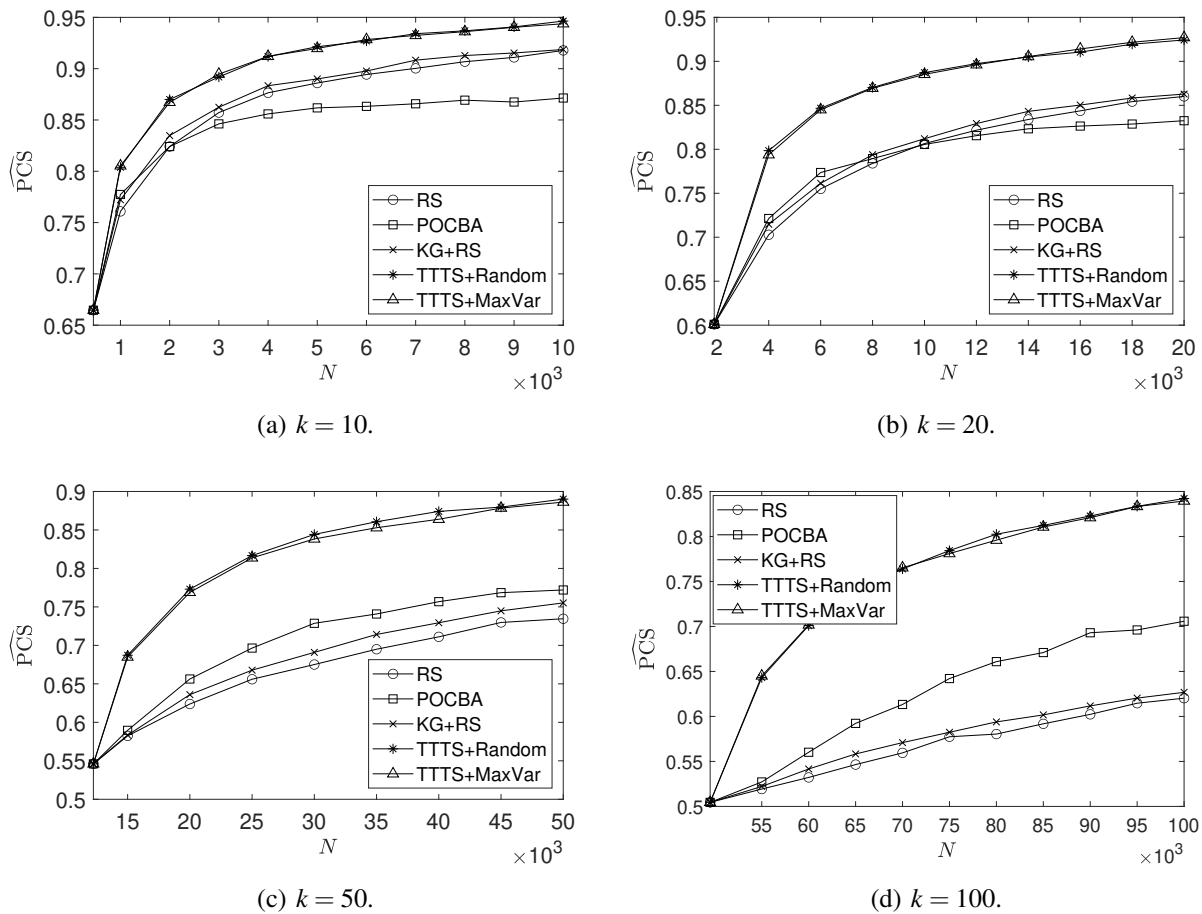 0.95
0.9
0.85
0.8
0.75
0.7
0.65
P̂CS
RS
POCBA
KG+RS
TTTS+Random
TTTS+MaxVar
1 2 3 4 5 6 7 8 9 10
N
×10³
(a) k = 10.
0.95
0.9
0.85
0.8
0.75
0.7
0.65
0.6
P̂CS
RS
POCBA
KG+RS
TTTS+Random
TTTS+MaxVar
2 4 6 8 10 12 14 16 18 20
N
×10³
(b) k = 20.
0.9
0.85
0.8
0.75
0.7
0.65
0.6
0.55
0.5
P̂CS
RS
POCBA
KG+RS
TTTS+Random
TTTS+MaxVar
15 20 25 30 35 40 45 50
N
×10³
(c) k = 50.
0.85
0.8
0.75
0.7
0.65
0.6
0.55
0.5
P̂CS
RS
POCBA
KG+RS
TTTS+Random
TTTS+MaxVar
55 60 65 70 75 80 85 90 95 100
N
×10³
(d) k = 100.